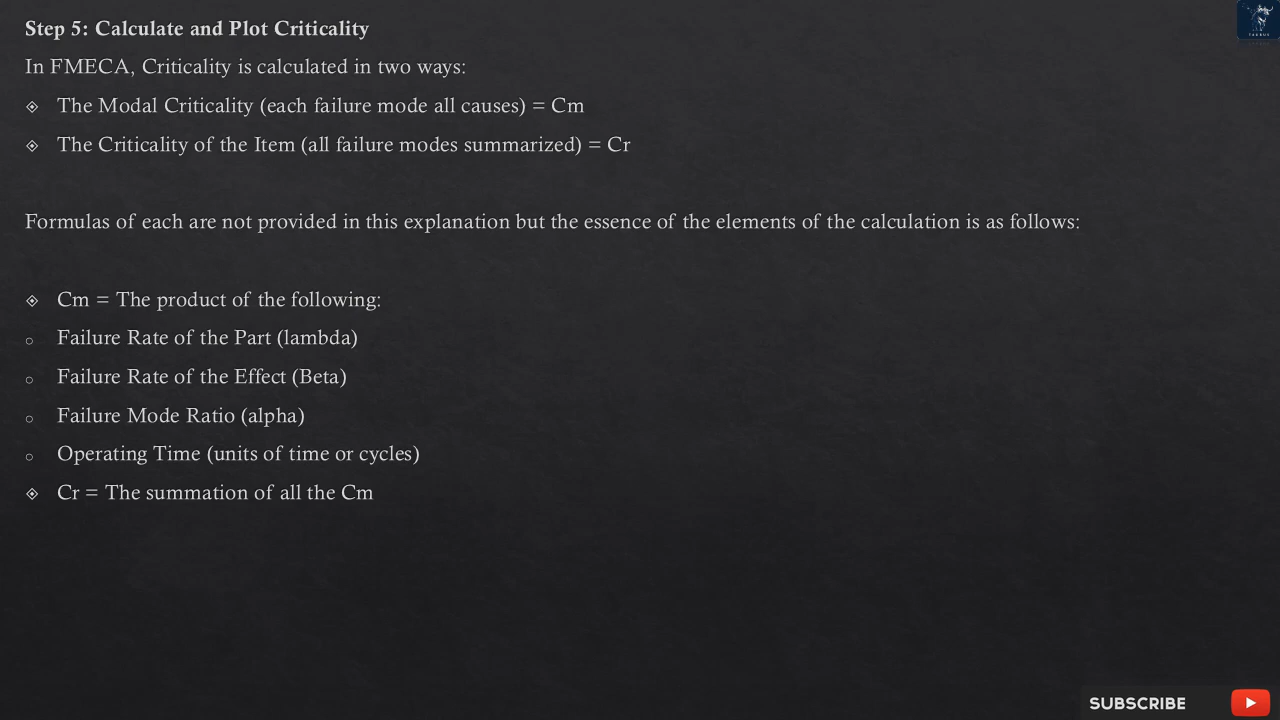 Step 5: Calculate and Plot Criticality
In FMECA, Criticality is calculated in two ways:
The Modal Criticality (each failure mode all causes) = Cm
The Criticality of the Item (all failure modes summarized) = Cr
Formulas of each are not provided in this explanation but the essence of the elements of the calculation is as follows:
Cm = The product of the following:
Failure Rate of the Part (lambda)
Failure Rate of the Effect (Beta)
Failure Mode Ratio (alpha)
Operating Time (units of time or cycles)
Cr = The summation of all the Cm
SUBSCRIBE